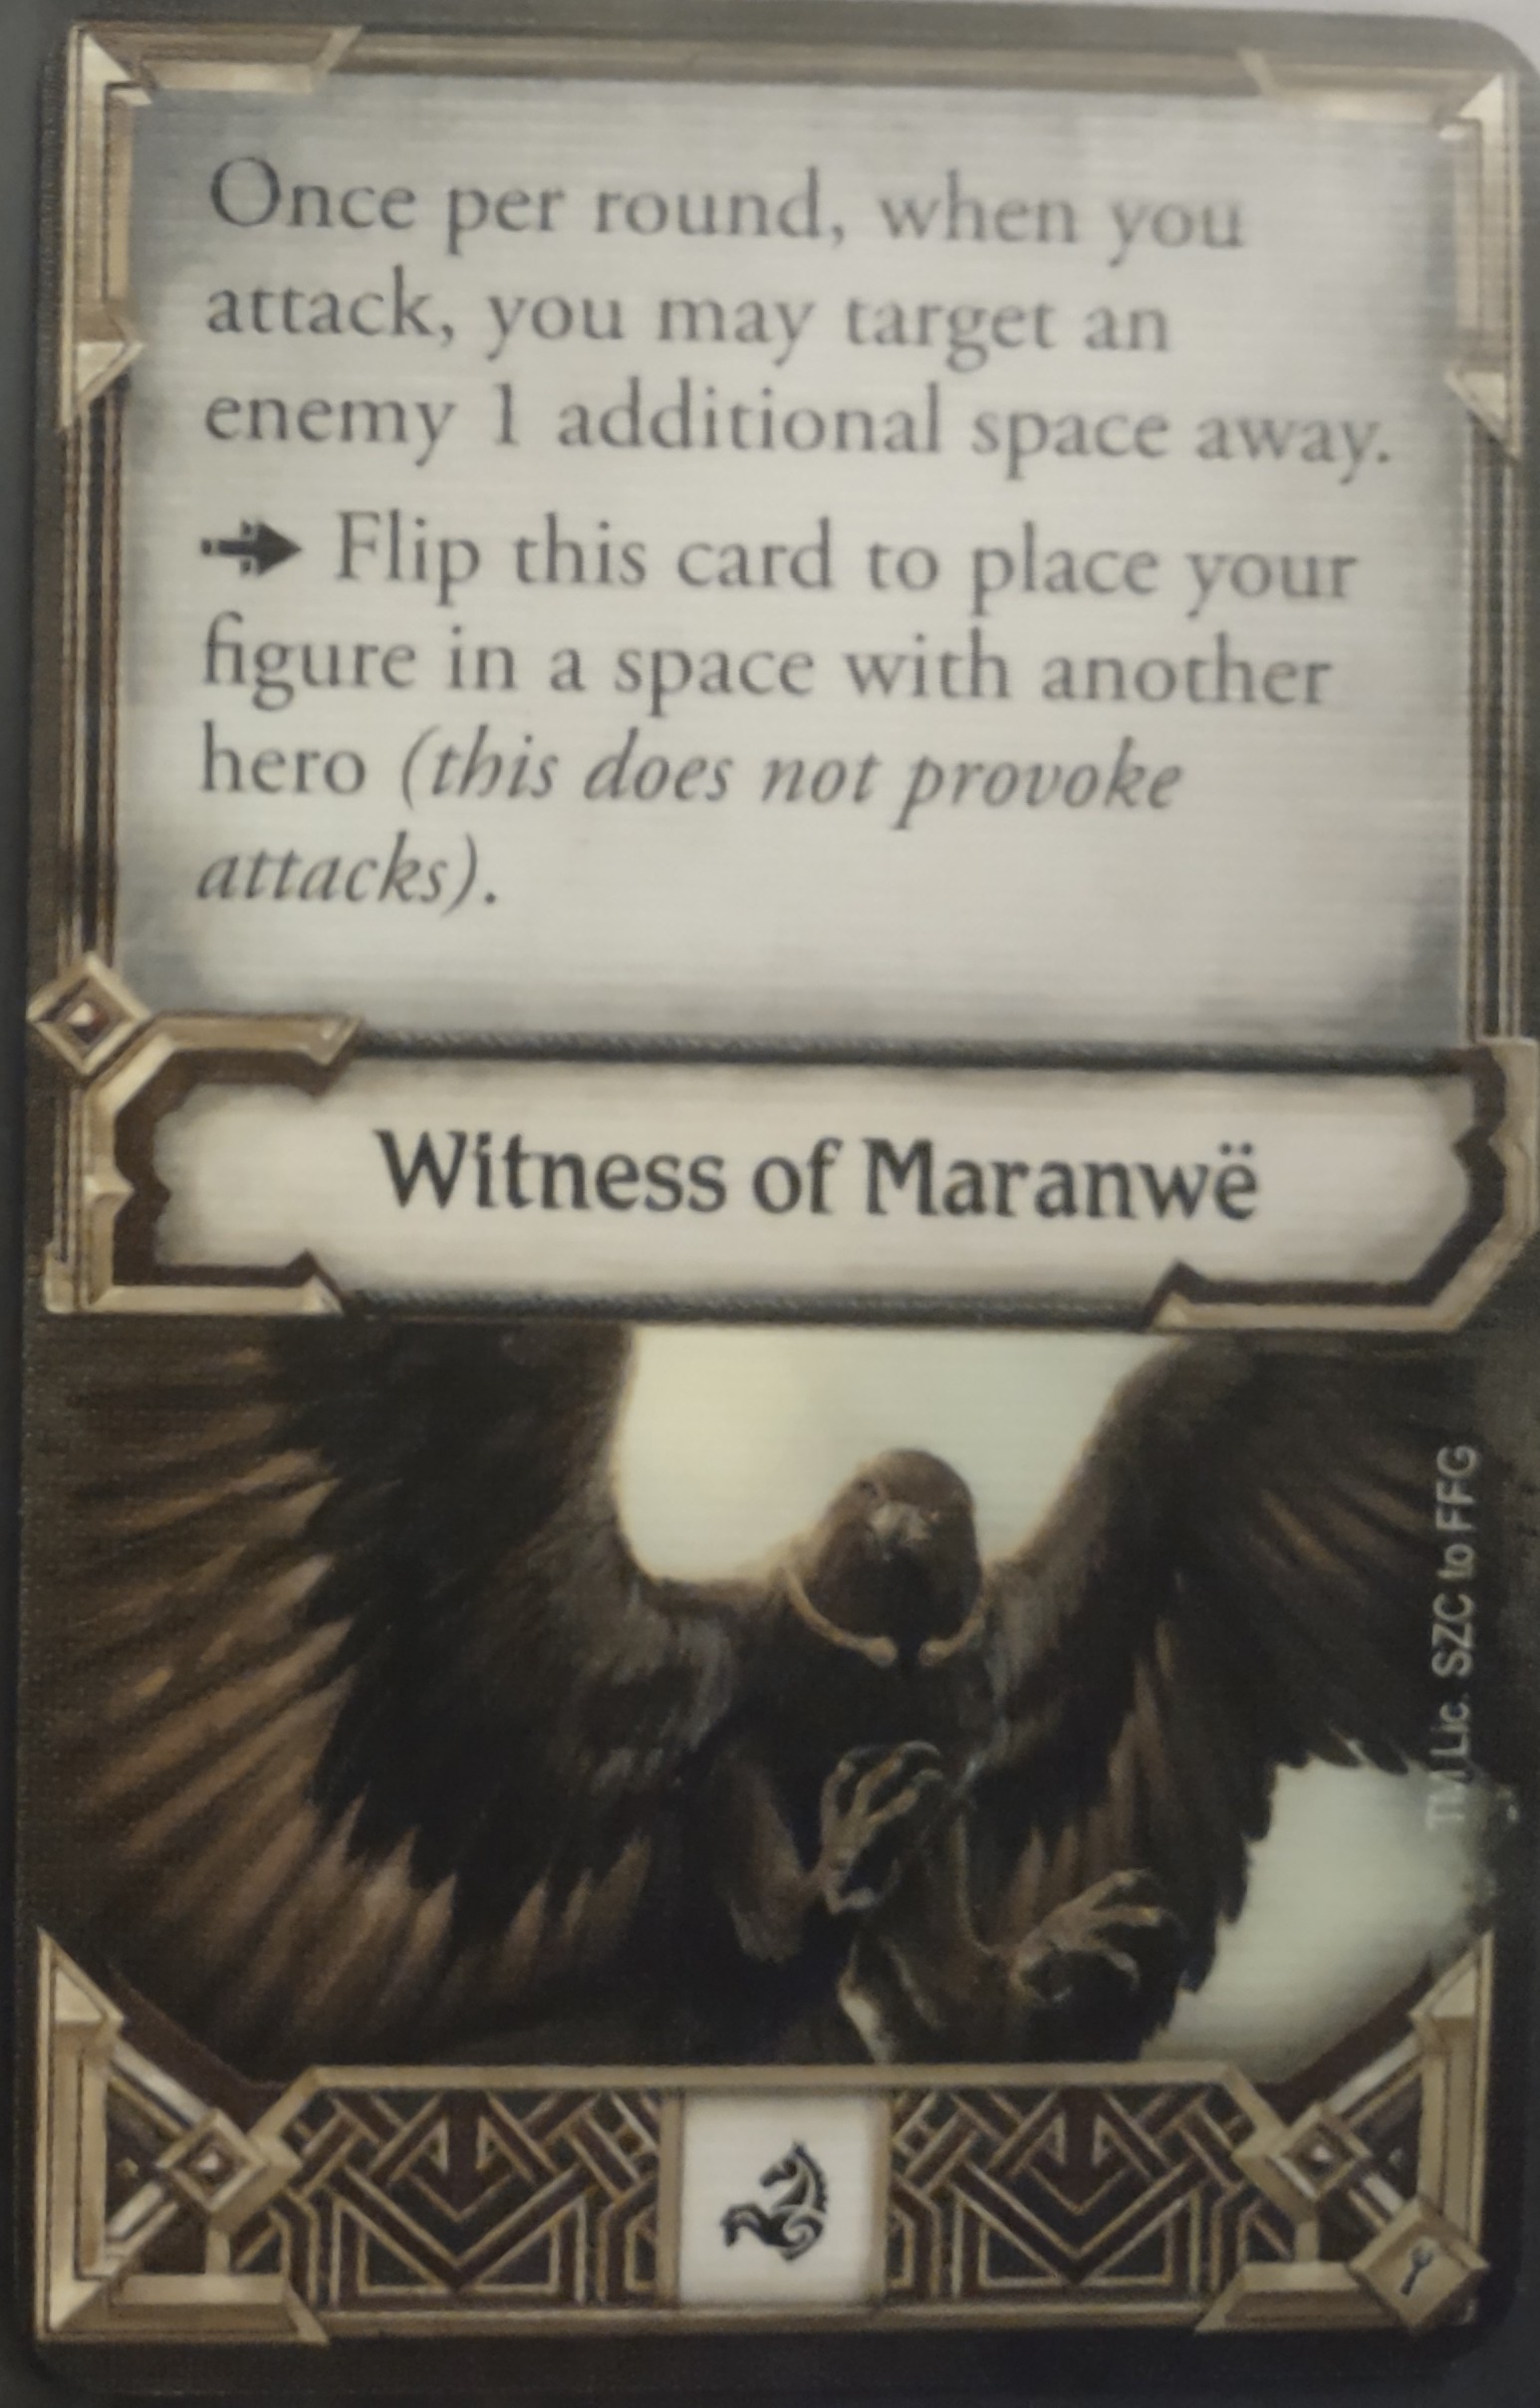 Once per round, when you
attack, you may target an
enemy 1 additional space away.
Flip this card to place your
figure in a space with another
hero (this does not provoke
attacks).
Witness of Maranwë
TM Lic. SZC to FFG